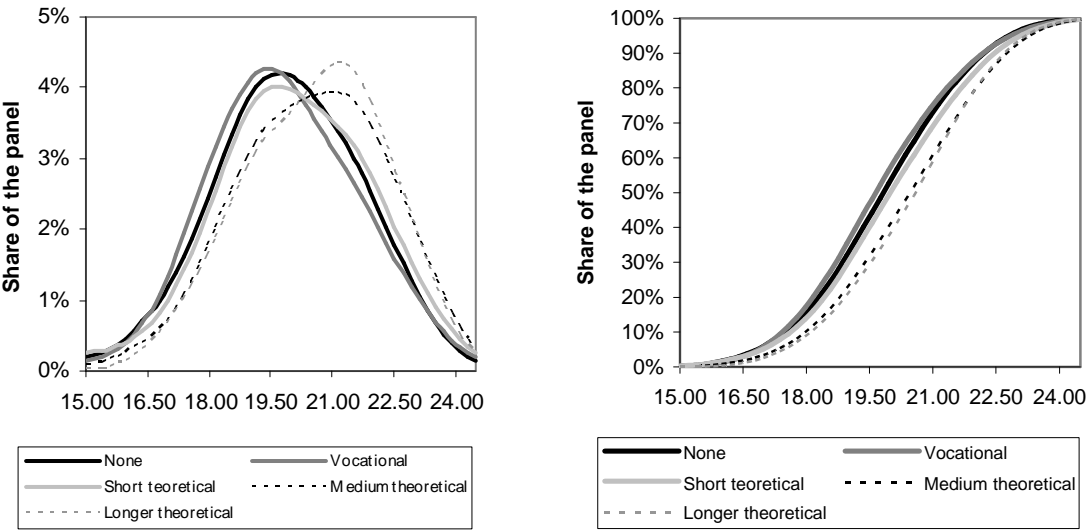 Share of the panel
5%
4%
3%
2%
1%
0%
15.00 16.50 18.00 19.50 21.00 22.50 24.00
None Vocational
Short teoretical Medium theoretical
Longer theoretical
Share of the panel
100%
90%
80%
70%
60%
50%
40%
30%
20%
10%
0%
15.00 16.50 18.00 19.50 21.00 22.50 24.00
None Vocational
Short teoretical Medium theoretical
Longer theoretical